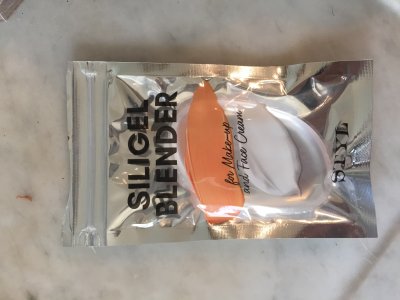 SILIGEL
BLENDER
for Make-up
and Face Cream
STYL